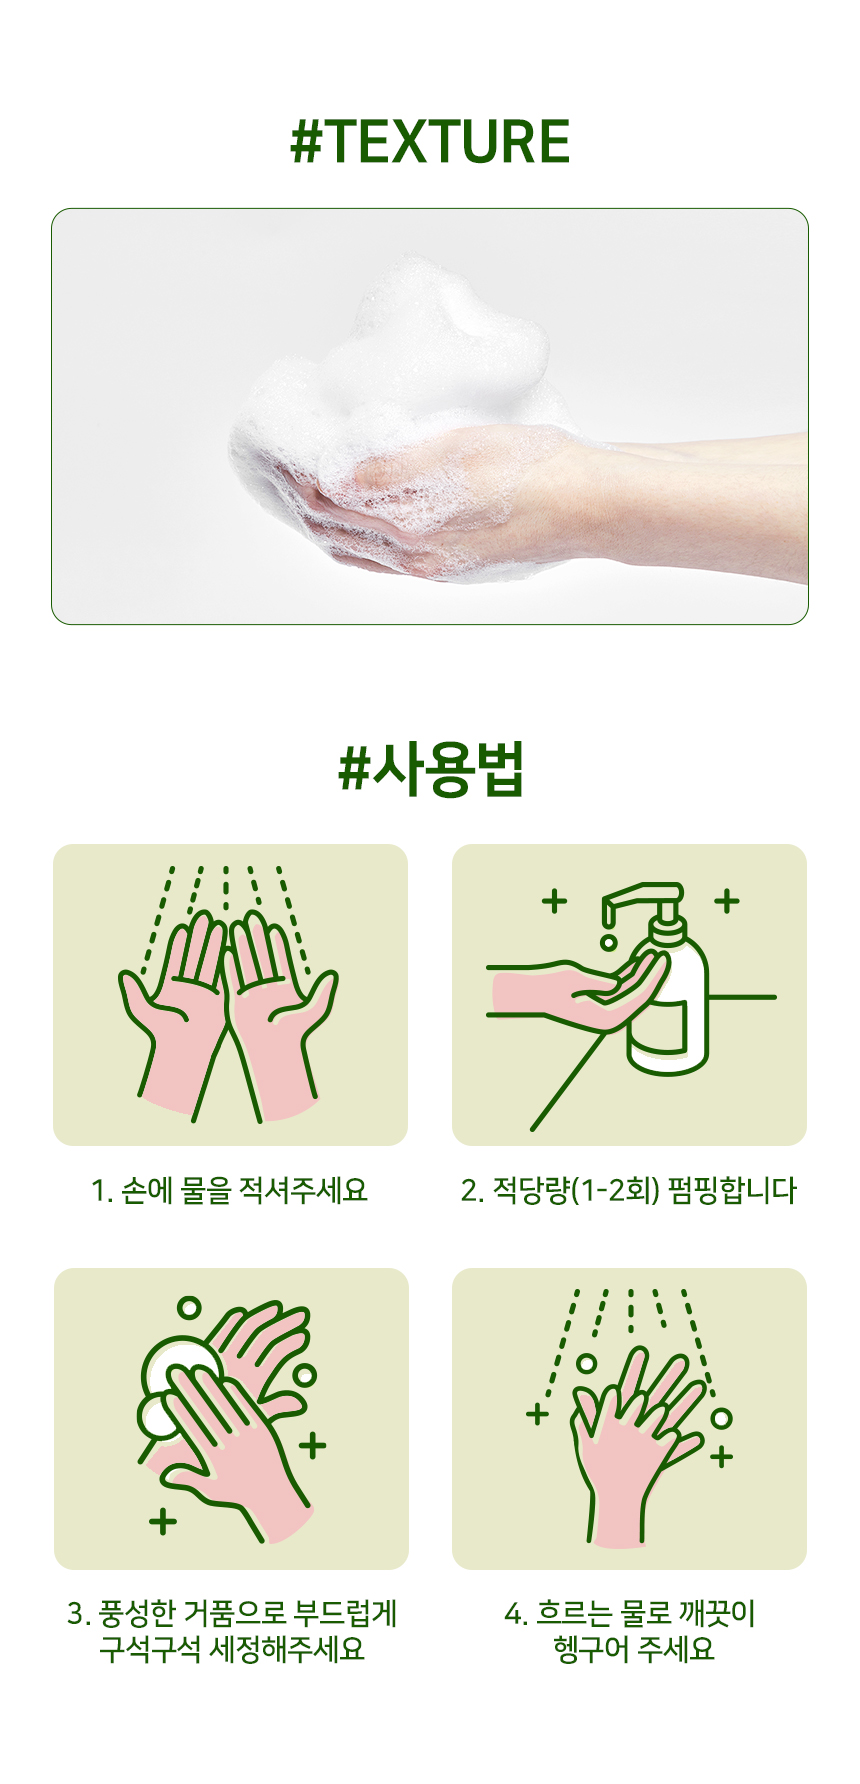 #TEXTURE
#사용법
1. 손에 물을 적셔주세요
2. 적당량(1-2회) 펌핑합니다
3. 풍성한 거품으로 부드럽게
구석구석 세정해주세요
4. 흐르는 물로 깨끗이
헹구어 주세요